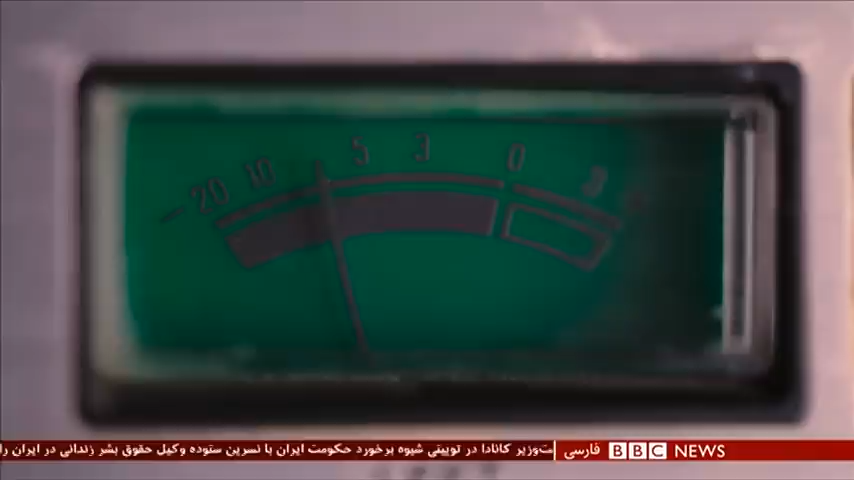 - 20 10 5 3 0 3
ت‌وزیر کانادا در توییتی شیوه برخورد حکومت ایران با نسرین ستوده وکیل حقوق بشر زندانی در ایران را
فارسی BBC NEWS